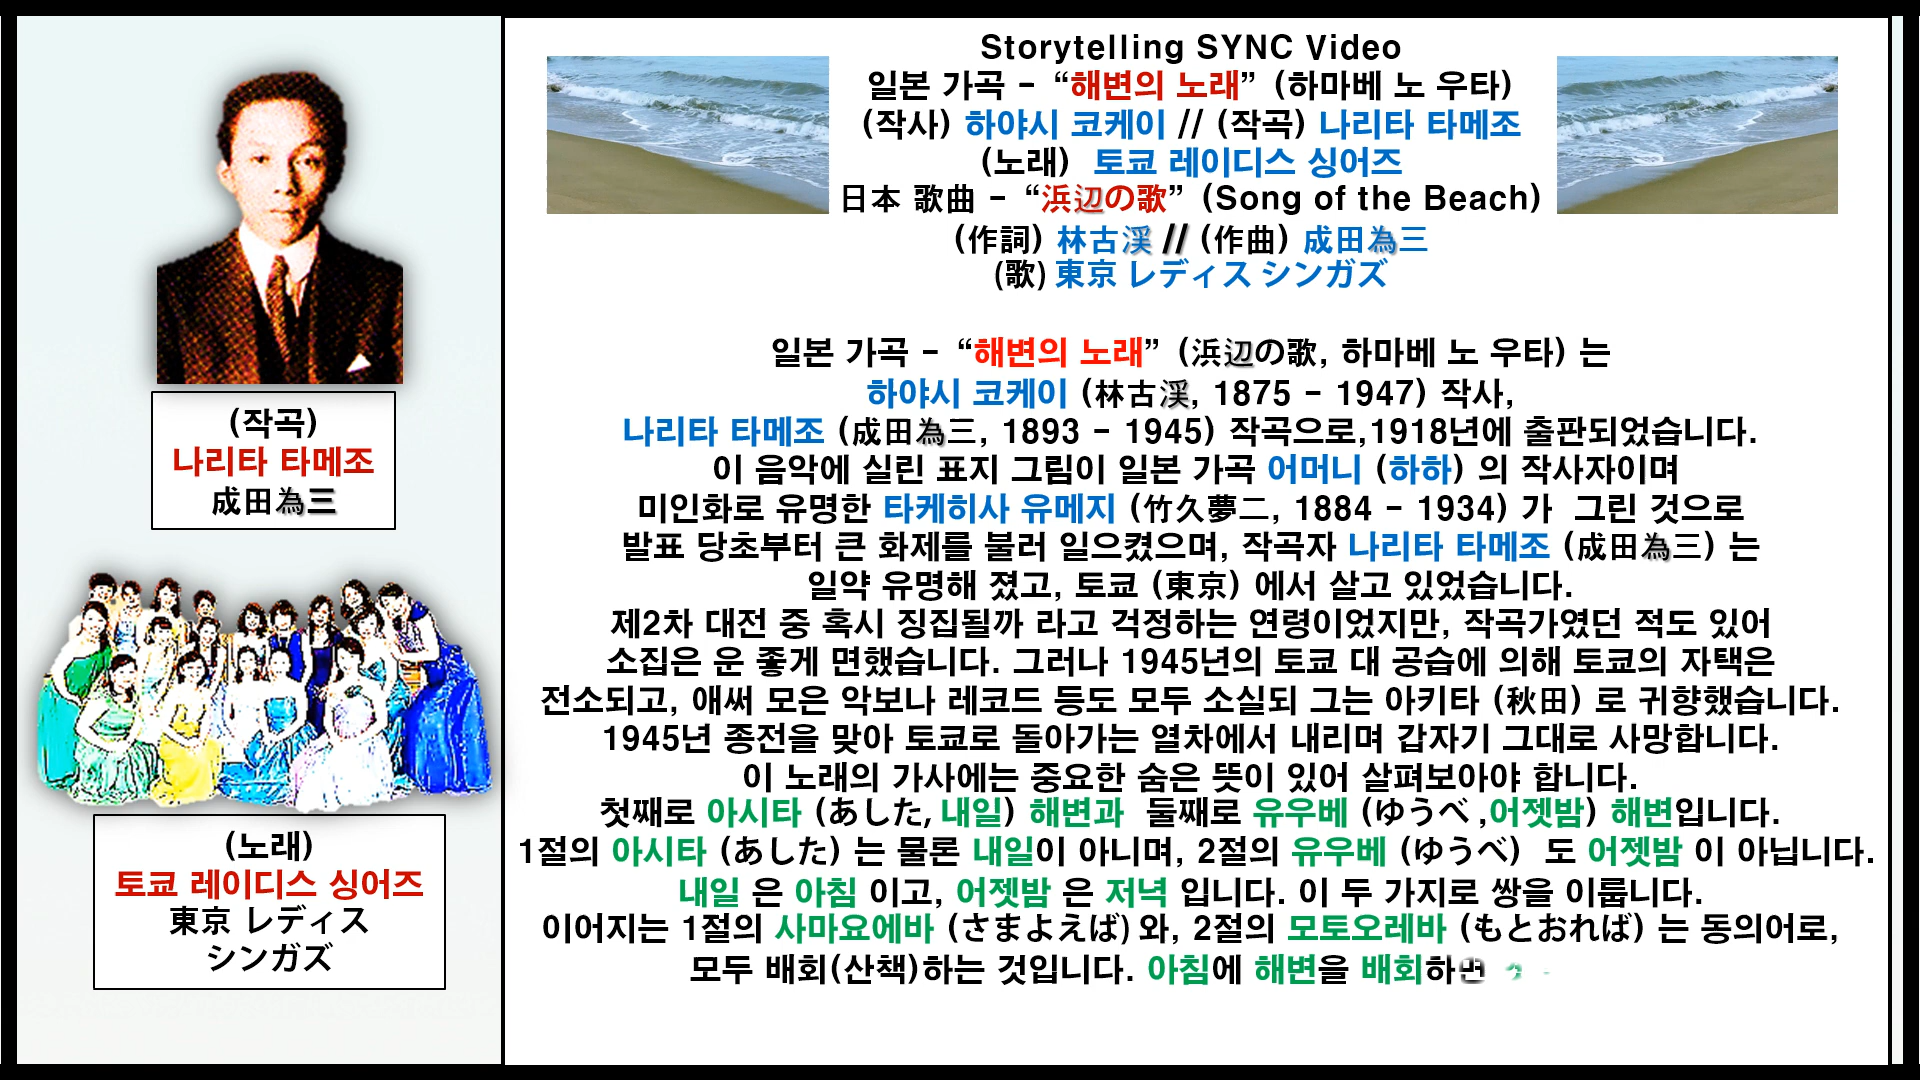 (작곡)
나리타 타메조
成田為三
(노래)
토쿄 레이디스 싱어즈
東京 レディス
シンガズ
Storytelling SYNC Video
일본 가곡 - “해변의 노래” (하마베 노 우타)
(작사) 하야시 코케이 // (작곡) 나리타 타메조
(노래) 토쿄 레이디스 싱어즈
日本 歌曲 - “浜辺の歌” (Song of the Beach)
(作詞) 林古渓 // (作曲) 成田為三
(歌) 東京 レディス シンガズ
일본 가곡 - “해변의 노래” (浜辺の歌, 하마베 노 우타) 는
하야시 코케이 (林古渓, 1875 - 1947) 작사,
나리타 타메조 (成田為三, 1893 - 1945) 작곡으로,1918년에 출판되었습니다.
이 음악에 실린 표지 그림이 일본 가곡 어머니 (하하) 의 작사자이며
미인화로 유명한 타케히사 유메지 (竹久夢二, 1884 - 1934) 가 그린 것으로
발표 당초부터 큰 화제를 불러 일으켰으며, 작곡자 나리타 타메조 (成田為三) 는
일약 유명해 졌고, 토쿄 (東京) 에서 살고 있었습니다.
제2차 대전 중 혹시 징집될까 라고 걱정하는 연령이었지만, 작곡가였던 적도 있어
소집은 운 좋게 면했습니다. 그러나 1945년의 토쿄 대 공습에 의해 토쿄의 자택은
전소되고, 애써 모은 악보나 레코드 등도 모두 소실되 그는 아키타 (秋田) 로 귀향했습니다.
1945년 종전을 맞아 토쿄로 돌아가는 열차에서 내리며 갑자기 그대로 사망합니다.
이 노래의 가사에는 중요한 숨은 뜻이 있어 살펴보아야 합니다.
첫째로 아시타 (あした, 내일) 해변과 둘째로 유우베 (ゆうべ ,어젯밤) 해변입니다.
1절의 아시타 (あした) 는 물론 내일이 아니며, 2절의 유우베 (ゆうべ) 도 어젯밤 이 아닙니다.
내일 은 아침 이고, 어젯밤 은 저녁 입니다. 이 두 가지로 쌍을 이룹니다.
이어지는 1절의 사마요에바 (さまよえば) 와, 2절의 모토오레바 (もとおれば) 는 동의어로,
모두 배회(산책)하는 것입니다. 아침에 해변을 배회하면